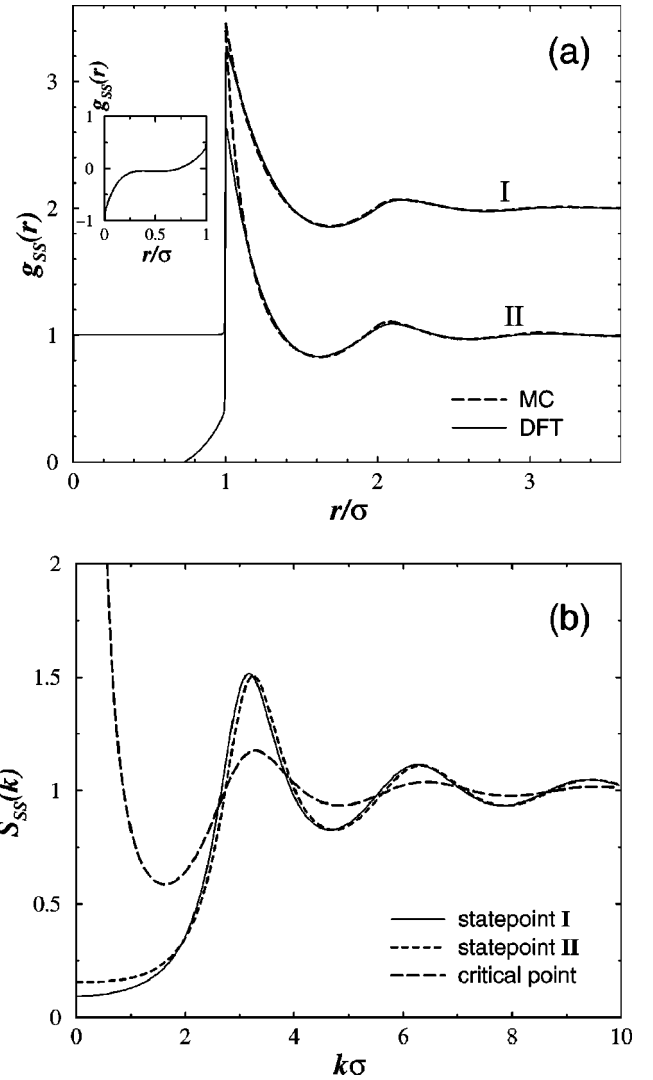 (a)
3
2
1
0
g_SS(r)
0
1
2
3
r/σ
g_SS(r)
1
0
−1
0
0.5
1
r/σ
I
II
MC
DFT
(b)
2
1.5
1
0.5
0
S_SS(k)
0
2
4
6
8
10
kσ
statepoint I
statepoint II
critical point